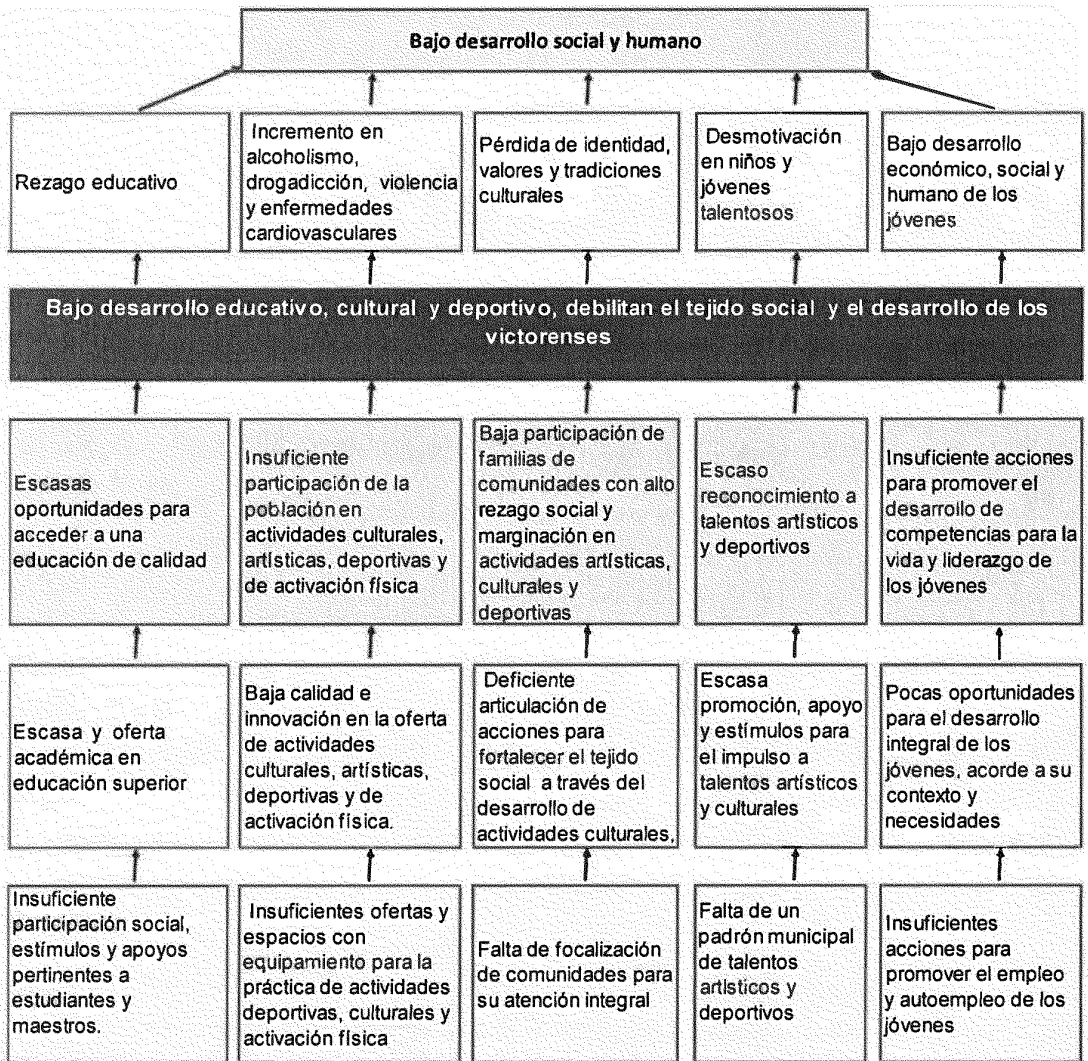 Bajo desarrollo social y humano
Rezago educativo
Incremento en
alcoholismo,
drogadicción, violencia
y enfermedades
cardiovasculares
Pérdida de identidad,
valores y tradiciones
culturales
Desmotivación
en niños y
jóvenes
talentosos
Bajo desarrollo
económico, social y
humano de los
jóvenes
Bajo desarrollo educativo, cultural y deportivo, debilitan el tejido social y el desarrollo de los
victorenses
Escasas
oportunidades para
acceder a una
educación de calidad
Insuficiente
participación de la
población en
actividades culturales,
artísticas, deportivas y
de activación física
Baja participación de
familias de
comunidades con alto
rezago social y
marginación en
actividades artísticas,
culturales y
deportivas
Escaso
reconocimiento a
talentos artísticos
y deportivos
Insuficiente acciones
para promover el
desarrollo de
competencias para la
vida y liderazgo de
los jóvenes
Escasa y oferta
académica en
educación superior
Baja calidad e
innovación en la oferta
de actividades
culturales, artísticas,
deportivas y de
activación física.
Deficiente
articulación de
acciones para
fortalecer el tejido
social a través del
desarrollo de
actividades culturales,
Escasa
promoción, apoyo
y estímulos para
el impulso a
talentos artísticos
y culturales
Pocas oportunidades
para el desarrollo
integral de los
jóvenes, acorde a su
contexto y
necesidades
Insuficiente
participación social,
estímulos y apoyos
pertinentes a
estudiantes y
maestros.
Insuficientes ofertas y
espacios con
equipamiento para la
práctica de actividades
deportivas, culturales y
activación física
Falta de focalización
de comunidades para
su atención integral
Falta de un
padrón municipal
de talentos
artísticos y
deportivos
Insuficientes
acciones para
promover el empleo
y autoempleo de los
jóvenes